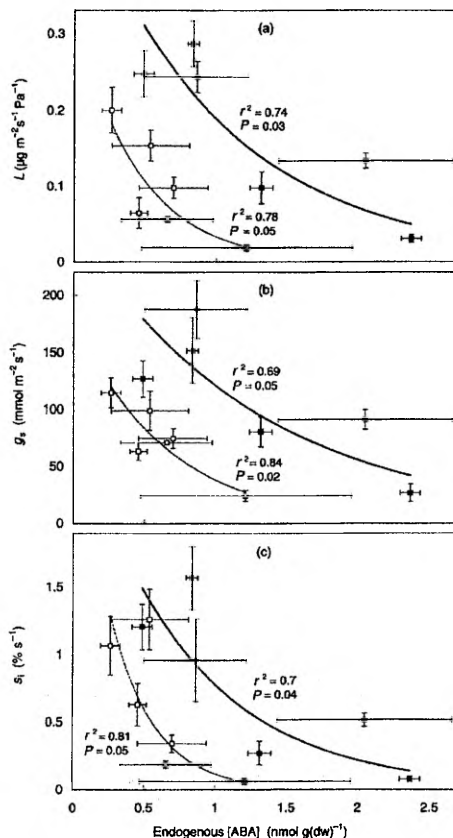 (a)
0.3
0.2
0.1
0
L (μg m⁻² s⁻¹ Pa⁻¹)
r² = 0.74
P = 0.03
r² = 0.78
P = 0.05
(b)
200
150
100
50
0
gs (mmol m⁻² s⁻¹)
r² = 0.69
P = 0.05
r² = 0.84
P = 0.02
(c)
1.5
1
0.5
0
si (% s⁻¹)
r² = 0.7
P = 0.04
r² = 0.81
P = 0.05
0 0.5 1 1.5 2 2.5
Endogenous [ABA] (nmol g(dw)⁻¹)